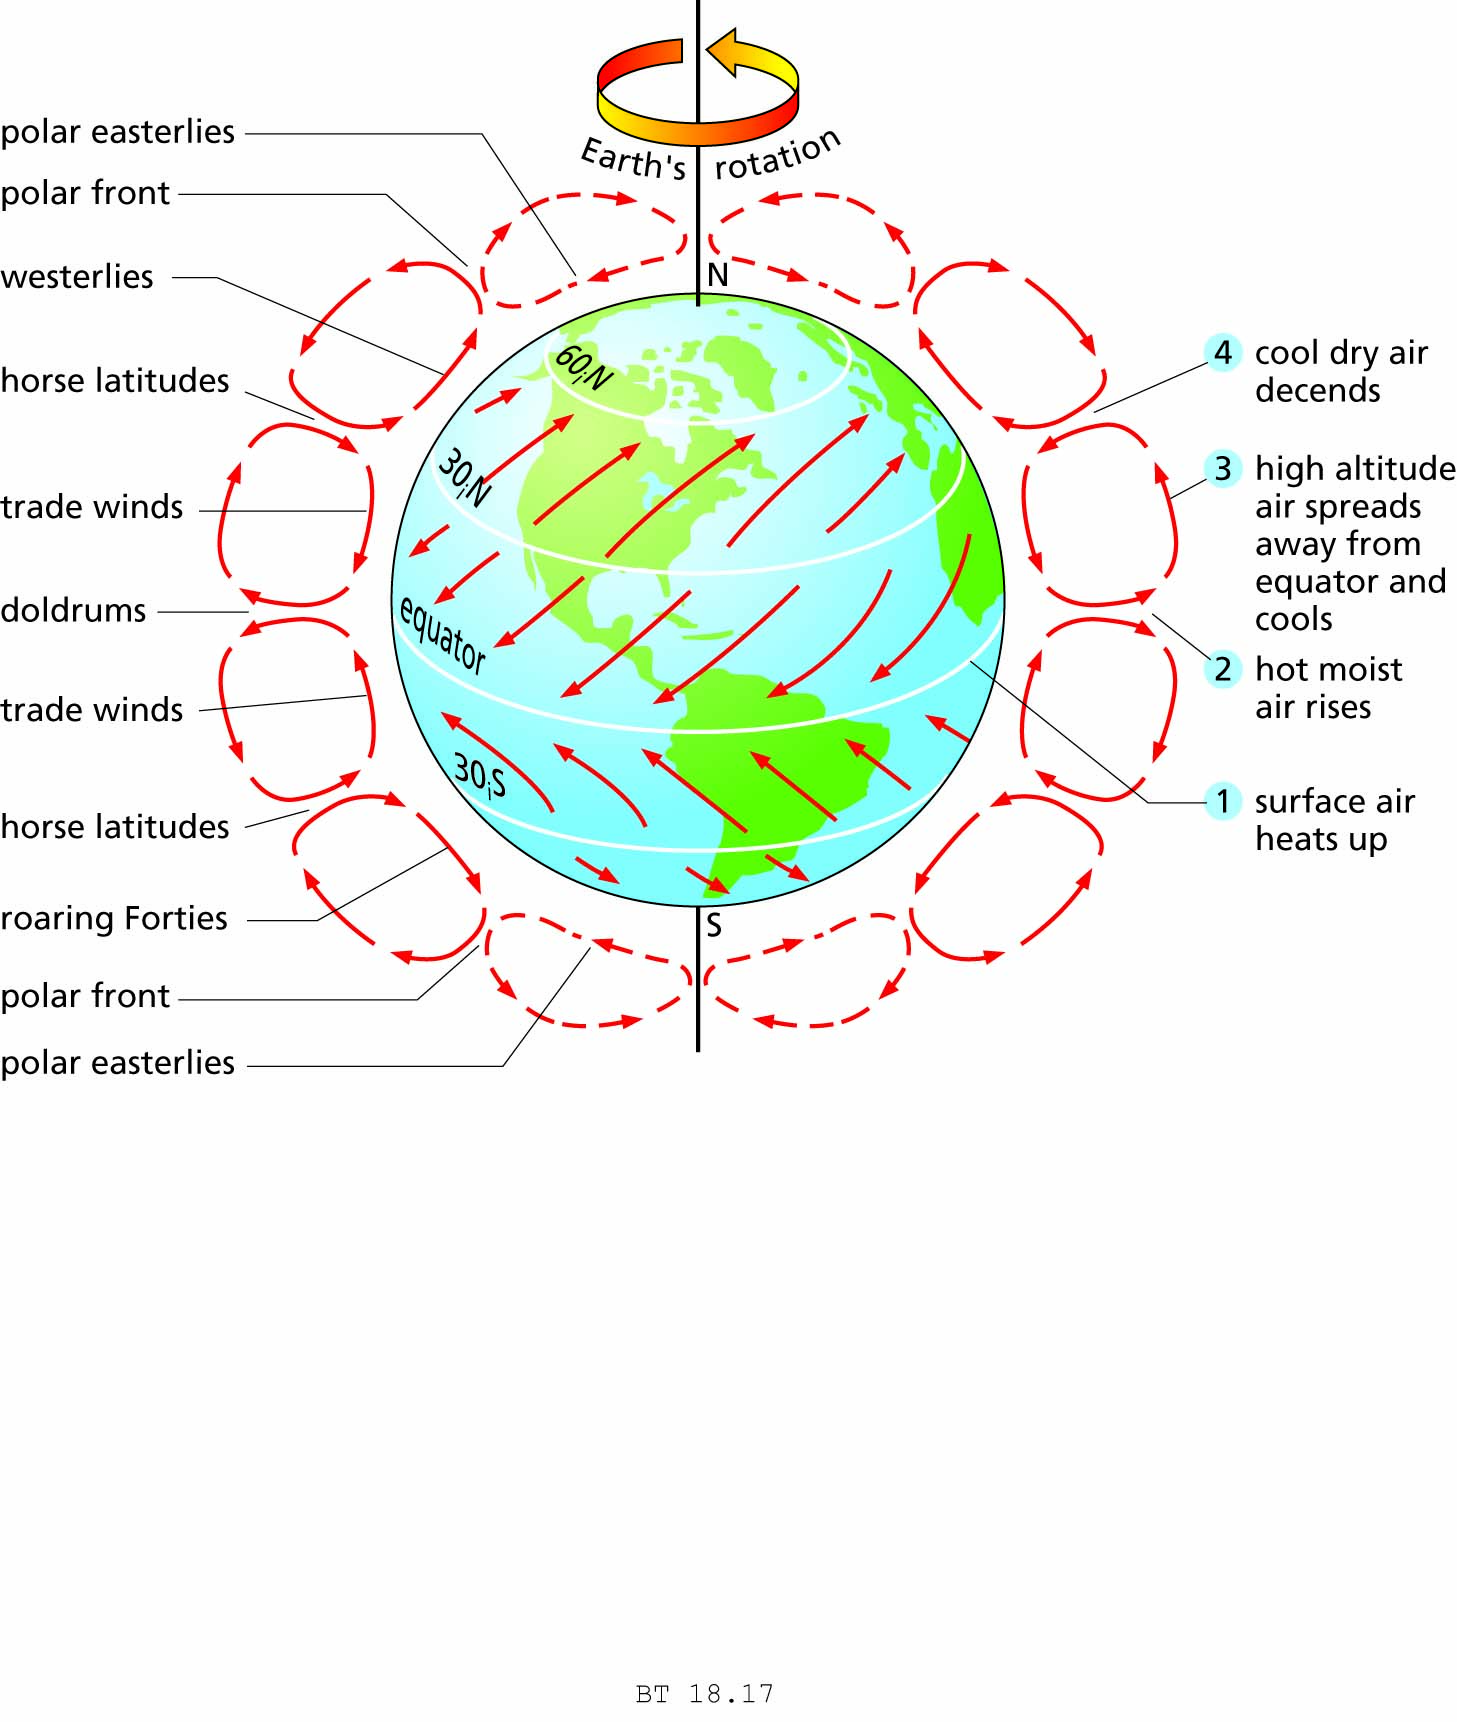 Earth's rotation
polar easterlies
polar front
westerlies
horse latitudes
trade winds
doldrums
trade winds
horse latitudes
roaring Forties
polar front
polar easterlies
N
60¡N
30¡N
equator
30¡S
S
4 cool dry air
decends
3 high altitude
air spreads
away from
equator and
cools
2 hot moist
air rises
1 surface air
heats up
BT 18.17